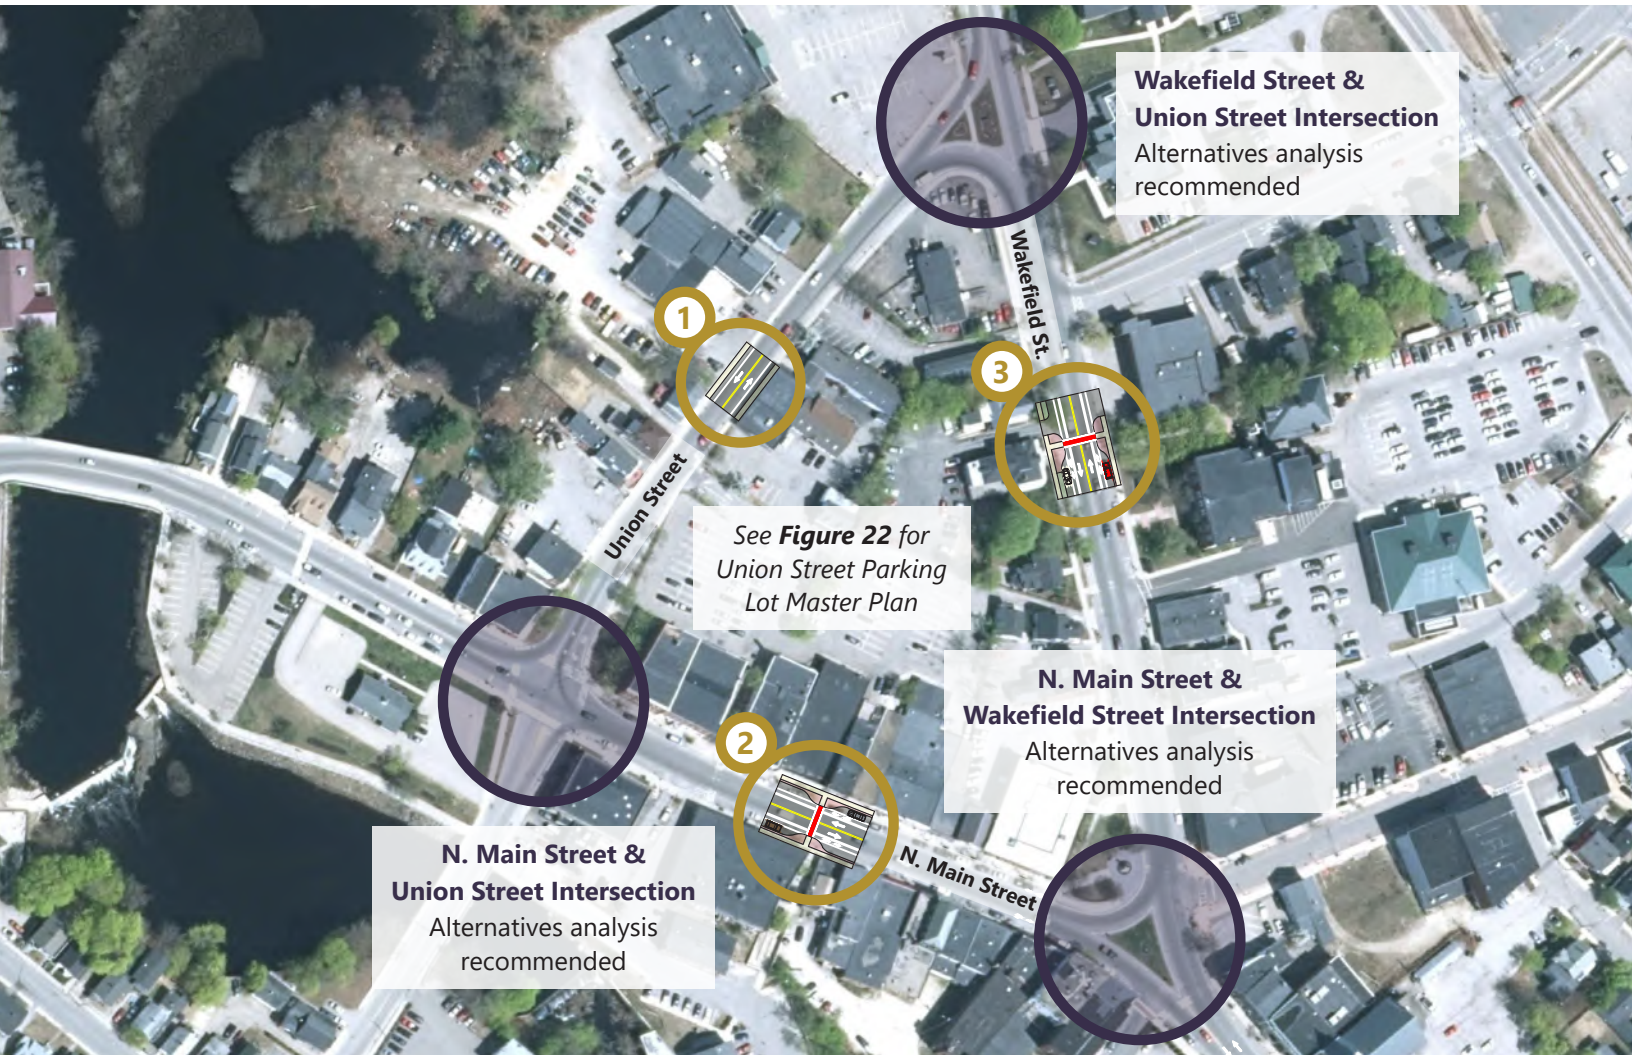 Wakefield Street &
Union Street Intersection
Alternatives analysis
recommended
Wakefield St.
1
3
Union Street
See Figure 22 for
Union Street Parking
Lot Master Plan
N. Main Street &
Wakefield Street Intersection
Alternatives analysis
recommended
2
N. Main Street
N. Main Street &
Union Street Intersection
Alternatives analysis
recommended